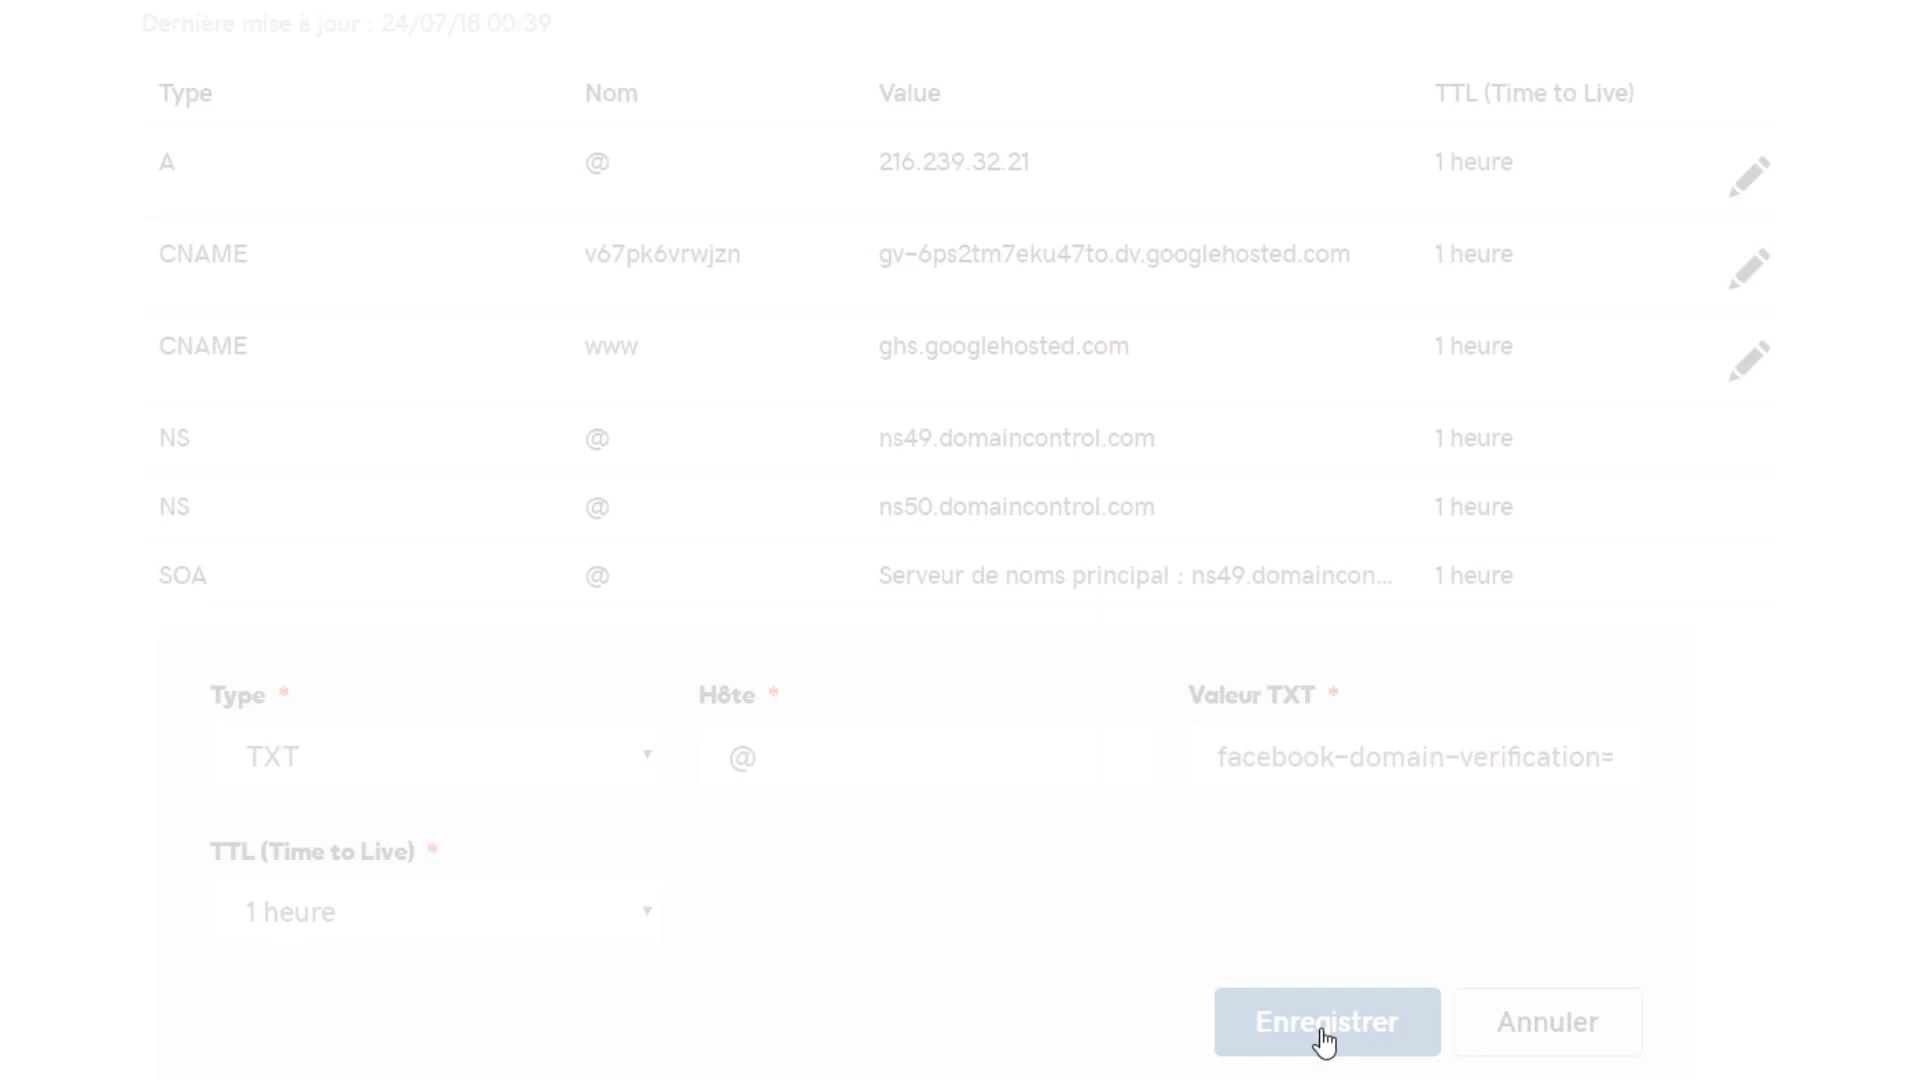 Dernière mise à jour : 24/07/18 00:39
Type Nom Value TTL (Time to Live)
A @ 216.239.32.21 1 heure
CNAME v67pk6vrwjzn gv-6ps2tm7eku47to.dv.googlehosted.com 1 heure
CNAME www ghs.googlehosted.com 1 heure
NS @ ns49.domaincontrol.com 1 heure
NS @ ns50.domaincontrol.com 1 heure
SOA @ Serveur de noms principal : ns49.domaincon... 1 heure
Type * Hôte * Valeur TXT *
TXT @ facebook-domain-verification=
TTL (Time to Live) *
1 heure
Enregistrer Annuler